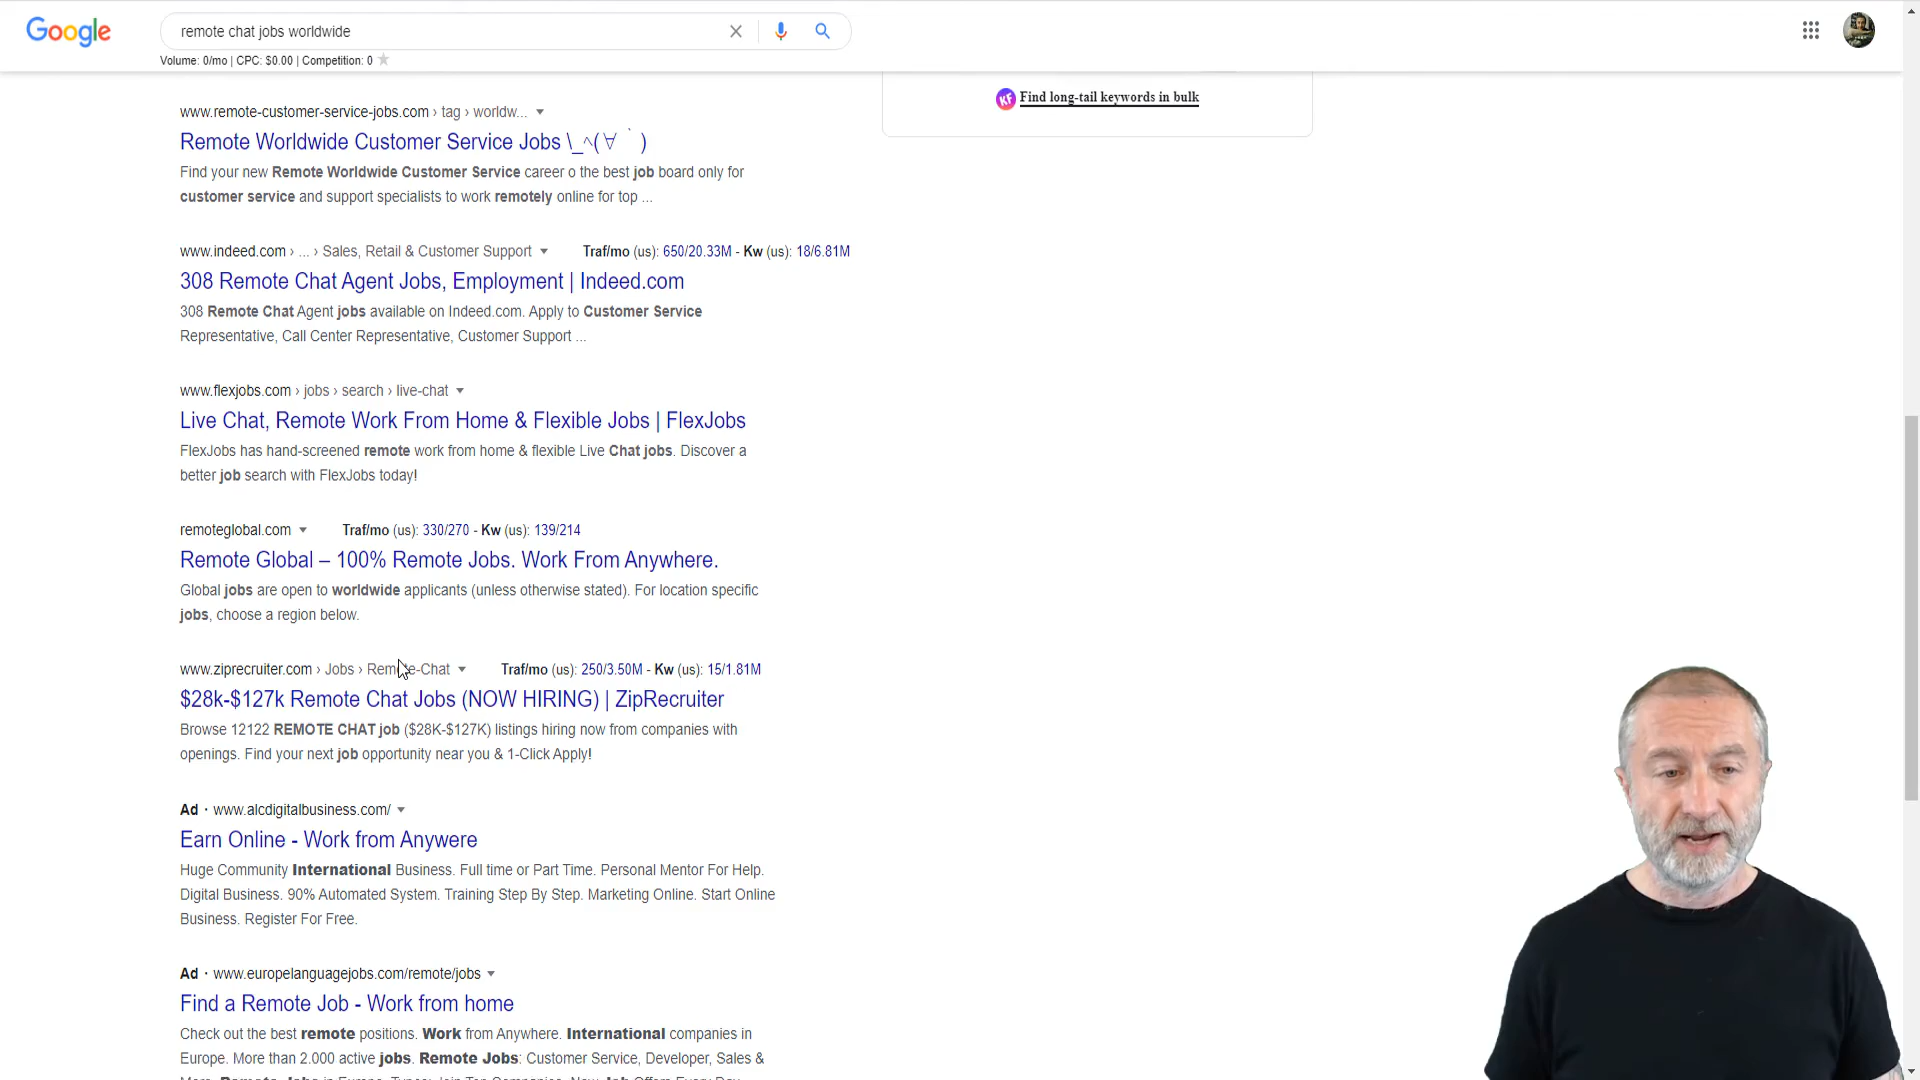 Google
remote chat jobs worldwide
Volume: 0/mo | CPC: $0.00 | Competition: 0
KF Find long-tail keywords in bulk
www.remote-customer-service-jobs.com › tag › worldw...
Remote Worldwide Customer Service Jobs \_^(∀ ` )
Find your new Remote Worldwide Customer Service career o the best job board only for
customer service and support specialists to work remotely online for top ...
www.indeed.com › ... › Sales, Retail & Customer Support Traf/mo (us): 650/20.33M - Kw (us): 18/6.81M
308 Remote Chat Agent Jobs, Employment | Indeed.com
308 Remote Chat Agent jobs available on Indeed.com. Apply to Customer Service
Representative, Call Center Representative, Customer Support ...
www.flexjobs.com › jobs › search › live-chat
Live Chat, Remote Work From Home & Flexible Jobs | FlexJobs
FlexJobs has hand-screened remote work from home & flexible Live Chat jobs. Discover a
better job search with FlexJobs today!
remoteglobal.com Traf/mo (us): 330/270 - Kw (us): 139/214
Remote Global – 100% Remote Jobs. Work From Anywhere.
Global jobs are open to worldwide applicants (unless otherwise stated). For location specific
jobs, choose a region below.
www.ziprecruiter.com › Jobs › Remote-Chat Traf/mo (us): 250/3.50M - Kw (us): 15/1.81M
$28k-$127k Remote Chat Jobs (NOW HIRING) | ZipRecruiter
Browse 12122 REMOTE CHAT job ($28K-$127K) listings hiring now from companies with
openings. Find your next job opportunity near you & 1-Click Apply!
Ad · www.alcdigitalbusiness.com/
Earn Online - Work from Anywere
Huge Community International Business. Full time or Part Time. Personal Mentor For Help.
Digital Business. 90% Automated System. Training Step By Step. Marketing Online. Start Online
Business. Register For Free.
Ad · www.europelanguagejobs.com/remote/jobs
Find a Remote Job - Work from home
Check out the best remote positions. Work from Anywhere. International companies in
Europe. More than 2.000 active jobs. Remote Jobs: Customer Service, Developer, Sales &